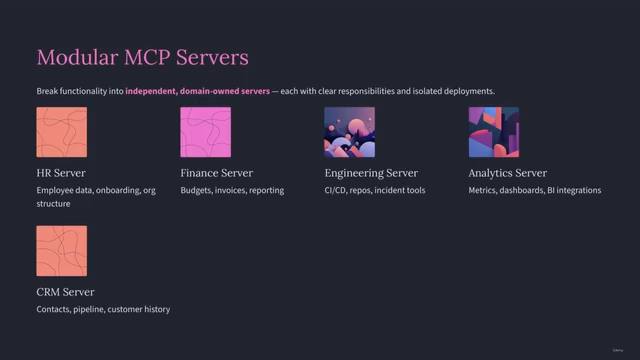 Modular MCP Servers
Break functionality into independent, domain-owned servers — each with clear responsibilities and isolated deployments.
HR Server
Employee data, onboarding, org
structure
Finance Server
Budgets, invoices, reporting
Engineering Server
CI/CD, repos, incident tools
Analytics Server
Metrics, dashboards, BI integrations
CRM Server
Contacts, pipeline, customer history
Udemy